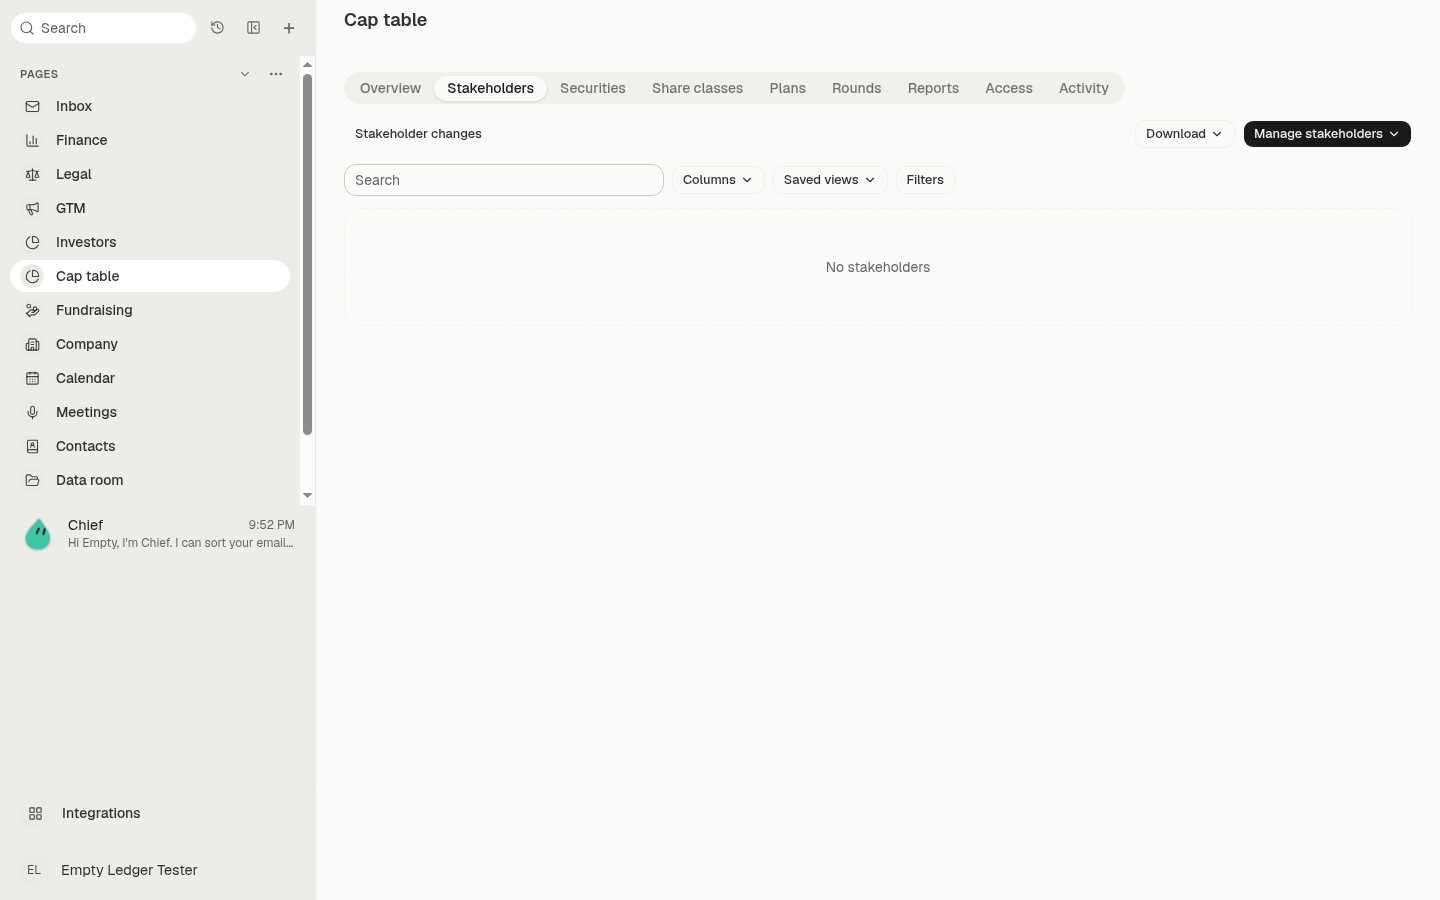 Search
PAGES
Inbox
Finance
Legal
GTM
Investors
Cap table
Fundraising
Company
Calendar
Meetings
Contacts
Data room
Chief
9:52 PM
Hi Empty, I'm Chief. I can sort your email...
Integrations
EL
Empty Ledger Tester
Cap table
Overview
Stakeholders
Securities
Share classes
Plans
Rounds
Reports
Access
Activity
Stakeholder changes
Download
Manage stakeholders
Search
Columns
Saved views
Filters
No stakeholders